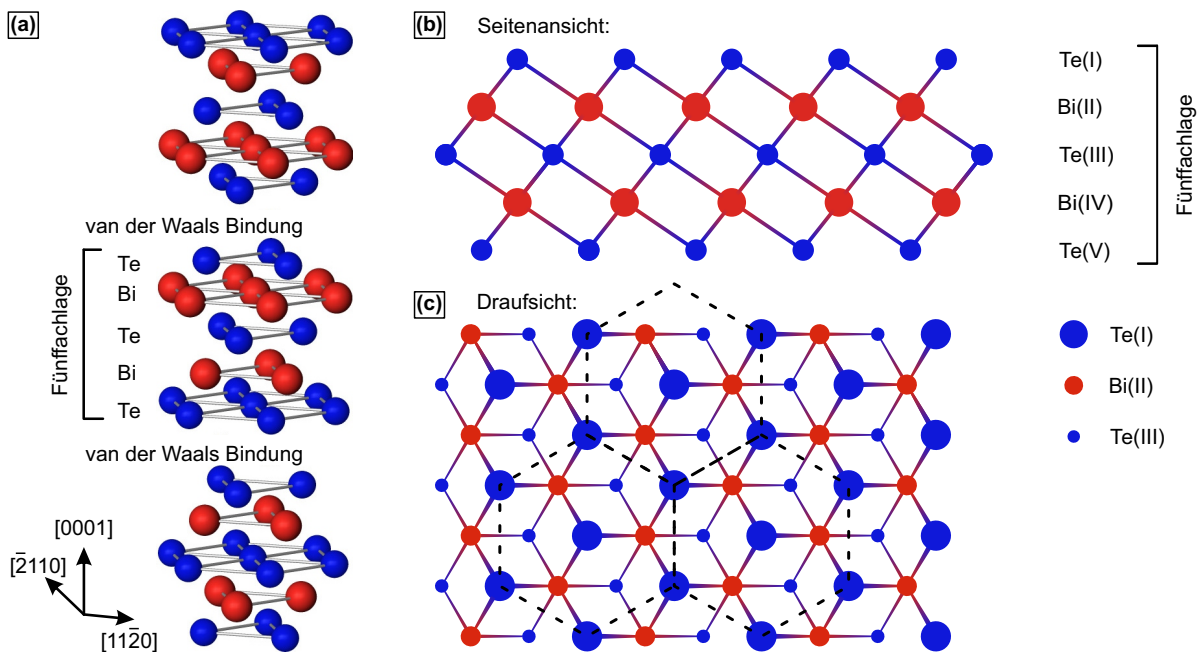 (a)
van der Waals Bindung
Fünffachlage
Te
Bi
Te
Bi
Te
van der Waals Bindung
[0001]
[2̄110]
[112̄0]
(b) Seitenansicht:
Te(I)
Bi(II)
Te(III)
Bi(IV)
Te(V)
Fünffachlage
(c) Draufsicht:
Te(I)
Bi(II)
Te(III)